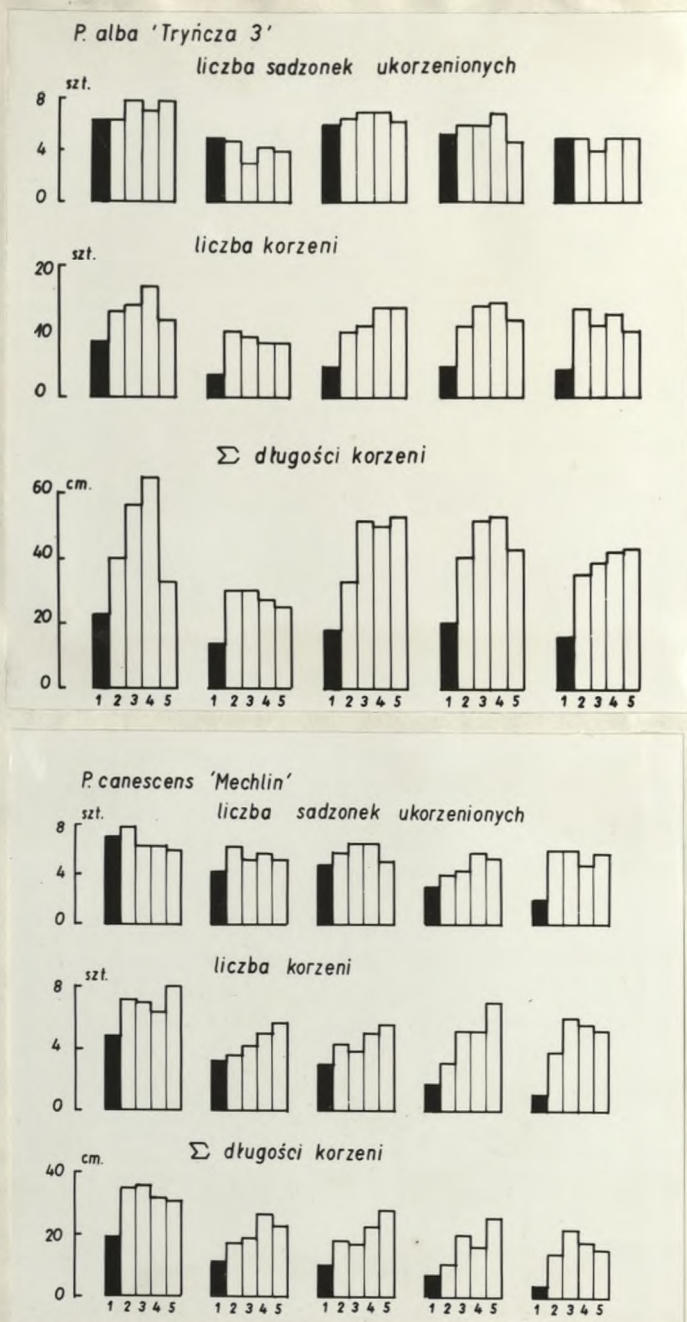 P. alba 'Tryńcza 3'
liczba sadzonek ukorzenionych
szt.
8
4
0
liczba korzeni
szt.
20
10
0
Σ długości korzeni
cm.
60
40
20
0
1 2 3 4 5 1 2 3 4 5 1 2 3 4 5 1 2 3 4 5 1 2 3 4 5
P. canescens 'Mechlin'
liczba sadzonek ukorzenionych
szt.
8
4
0
liczba korzeni
szt.
8
4
0
Σ długości korzeni
cm.
40
20
0
1 2 3 4 5 1 2 3 4 5 1 2 3 4 5 1 2 3 4 5 1 2 3 4 5